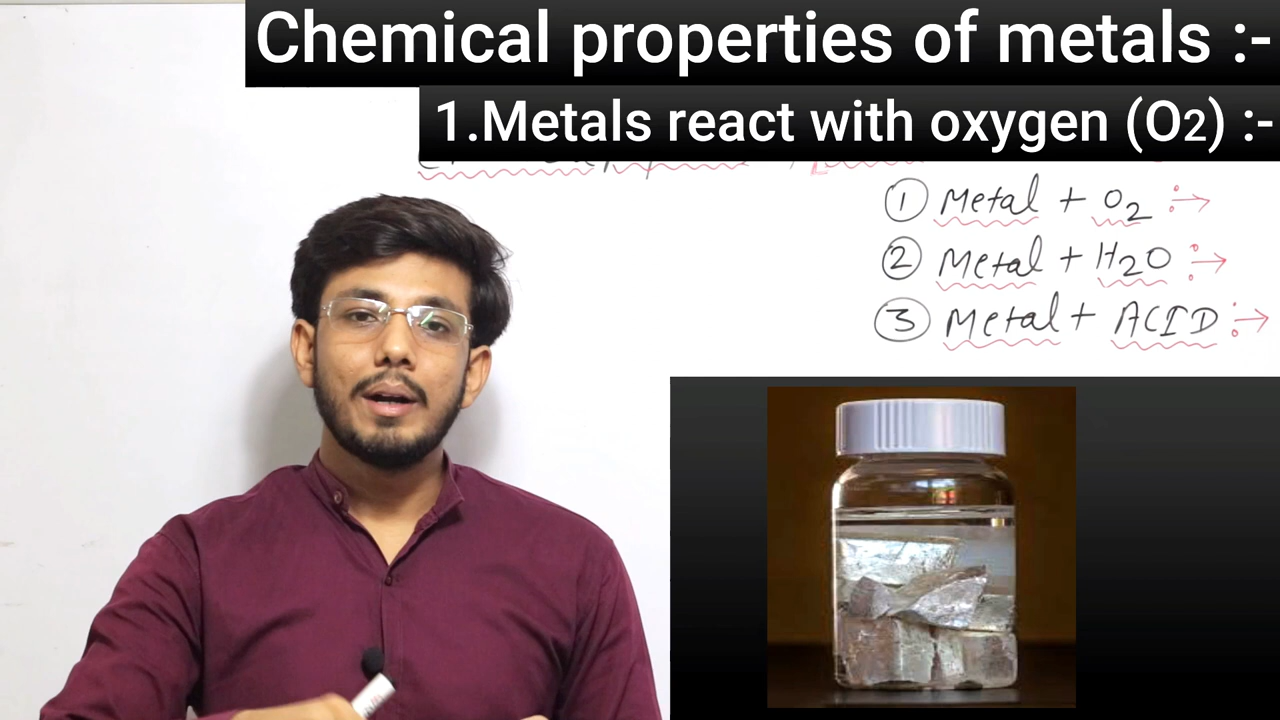 Chemical properties of metals :-
1.Metals react with oxygen (O2) :-
① Metal + O2 :→
② Metal + H2O :→
③ Metal + ACID :→